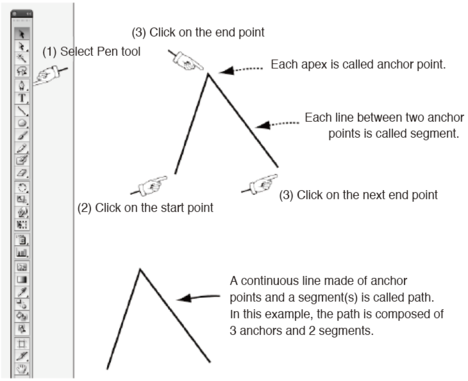 (3) Click on the end point
(1) Select Pen tool
Each apex is called anchor point.
Each line between two anchor
points is called segment.
(3) Click on the next end point
(2) Click on the start point
A continuous line made of anchor
points and a segment(s) is called path.
In this example, the path is composed of
3 anchors and 2 segments.